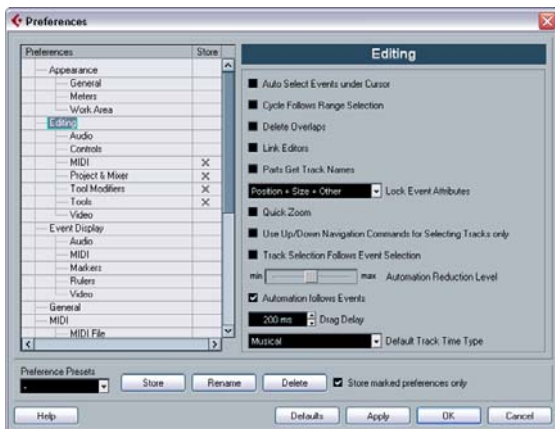 Preferences
Preferences Store
Appearance
General
Meters
Work Area
Editing
Audio
Controls
MIDI X
Project & Mixer X
Tool Modifiers X
Tools X
Video
Event Display
Audio
MIDI
Markers
Rulers
Video
General
MIDI
MIDI File
Editing
Auto Select Events under Cursor
Cycle Follows Range Selection
Delete Overlaps
Link Editors
Parts Get Track Names
Position + Size + Other Lock Event Attributes
Quick Zoom
Use Up/Down Navigation Commands for Selecting Tracks only
Track Selection Follows Event Selection
min max Automation Reduction Level
Automation follows Events
200 ms Drag Delay
Musical Default Track Time Type
Preference Presets
- Store Rename Delete Store marked preferences only
Help Defaults Apply OK Cancel